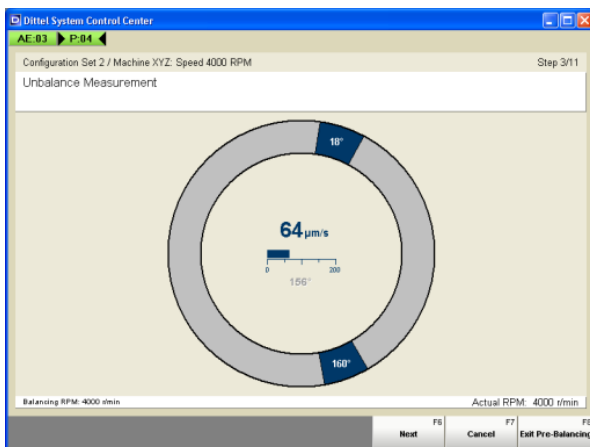 Dittel System Control Center
AE:03 P:04
Configuration Set 2 / Machine XYZ: Speed 4000 RPM Step 3/11
Unbalance Measurement
18°
64 µm/s
0 200
156°
160°
Balancing RPM: 4000 r/min Actual RPM: 4000 r/min
F6 F7 F8
Next Cancel Exit Pre-Balancing